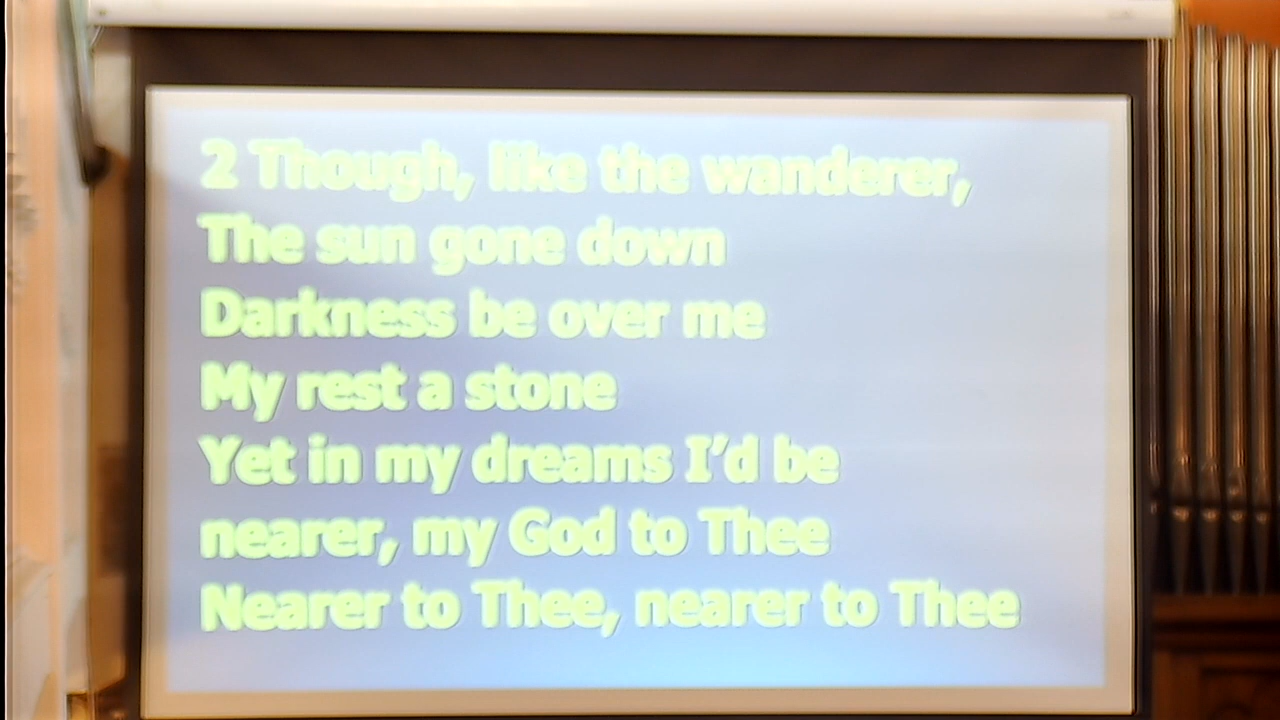 2 Though, like the wanderer,
The sun gone down
Darkness be over me
My rest a stone
Yet in my dreams I’d be
nearer, my God to Thee
Nearer to Thee, nearer to Thee